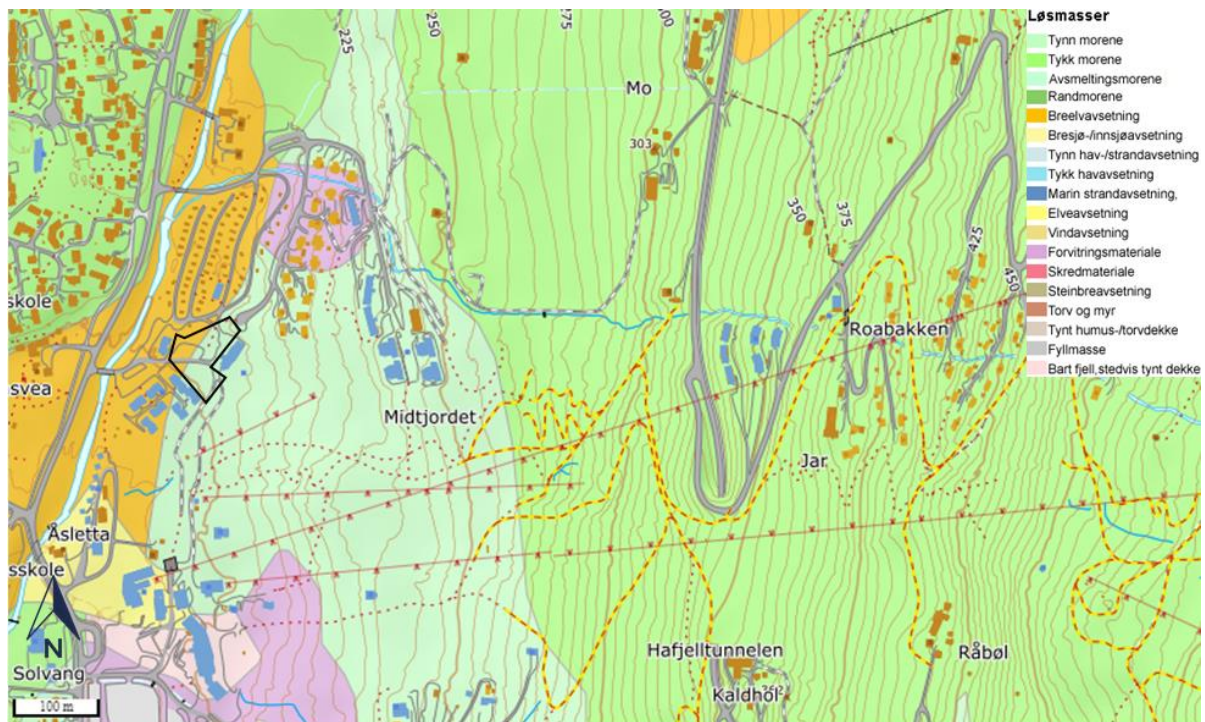 225
250
275
300
Mo
303
350
375
425
450
skole
Roabakken
svea
Midtjordet
Jar
Åsletta
sskole
N
Solvang
100 m
Hafjelltunnelen
Kaldhol
Råbøl
Løsmasser
Tynn morene
Tykk morene
Avsmeltingsmorene
Randmorene
Breelvavsetning
Bresjø-/innsjøavsetning
Tynn hav-/strandavsetning
Tykk havavsetning
Marin strandavsetning,
Elveavsetning
Vindavsetning
Forvitringsmateriale
Skredmateriale
Steinbreavsetning
Torv og myr
Tynt humus-/torvdekke
Fyllmasse
Bart fjell,stedvis tynt dekke